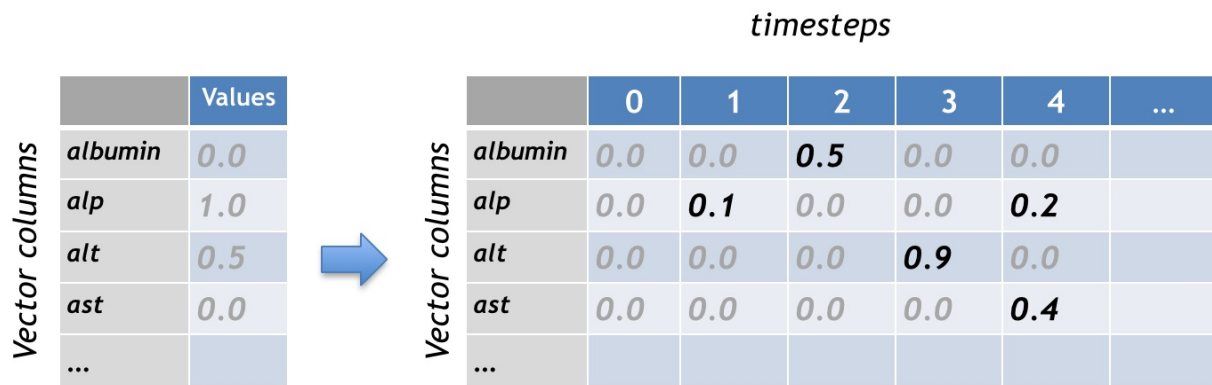 timesteps
Values
Vector columns
albumin 0.0
alp 1.0
alt 0.5
ast 0.0
...
0 1 2 3 4 ...
Vector columns
albumin 0.0 0.0 0.5 0.0 0.0
alp 0.0 0.1 0.0 0.0 0.2
alt 0.0 0.0 0.0 0.9 0.0
ast 0.0 0.0 0.0 0.0 0.4
...